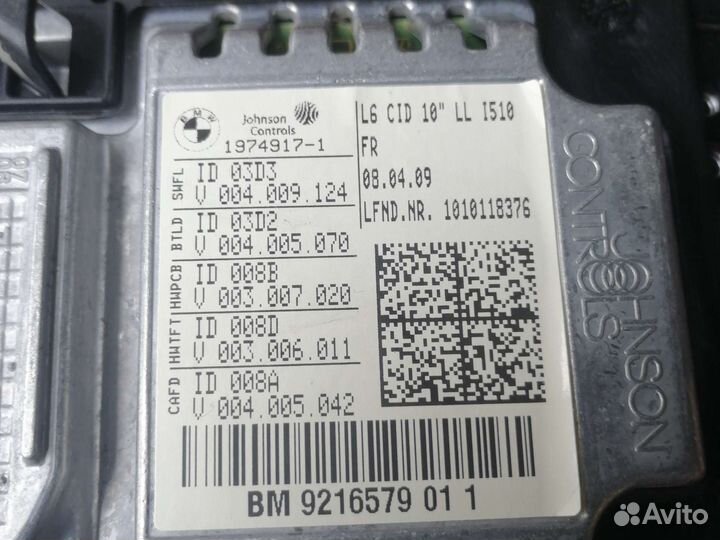 BMW
Johnson
Controls
1974917-1
L6 CID 10" LL I510
FR
08.04.09
LFND.NR. 1010118376
SWFL
ID 03D3
V 004.009.124
BTLD
ID 03D2
V 004.005.070
HWPCB
ID 008B
V 003.007.020
HWTFT
ID 008D
V 003.006.011
CAFD
ID 008A
V 004.005.042
BM 9216579 01 1
JOHNSON
CONTROLS
Avito